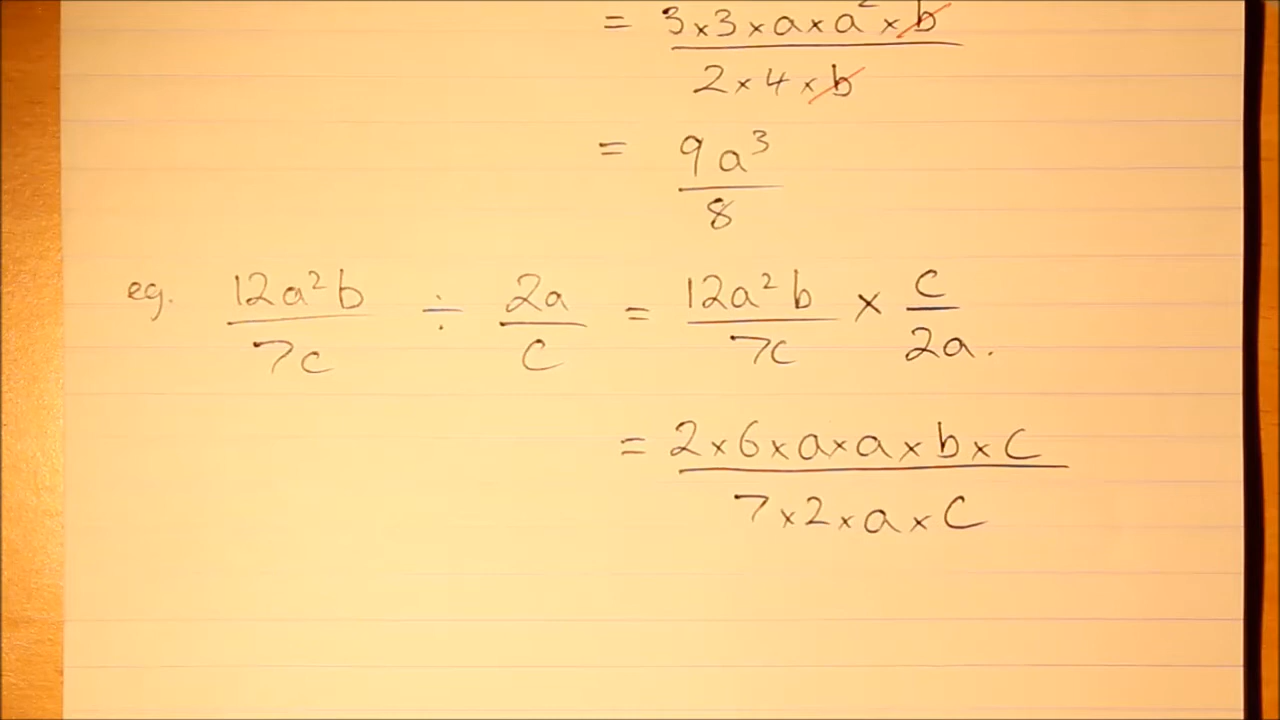 = 3×3×a×a²×b / 2×4×b
= 9a³ / 8
eg. 12a²b / 7c ÷ 2a / c = 12a²b / 7c × c / 2a.
= 2×6×a×a×b×c / 7×2×a×c